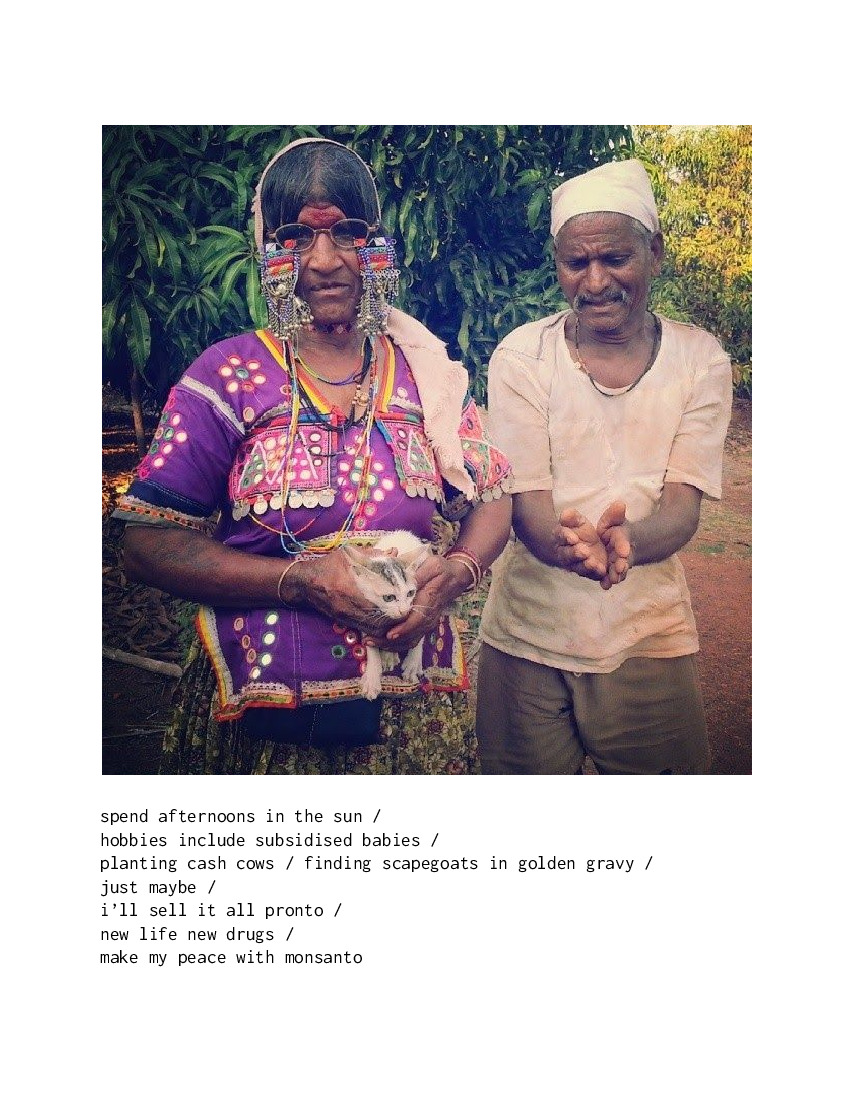 spend afternoons in the sun /
hobbies include subsidised babies /
planting cash cows / finding scapegoats in golden gravy /
just maybe /
i’ll sell it all pronto /
new life new drugs /
make my peace with monsanto